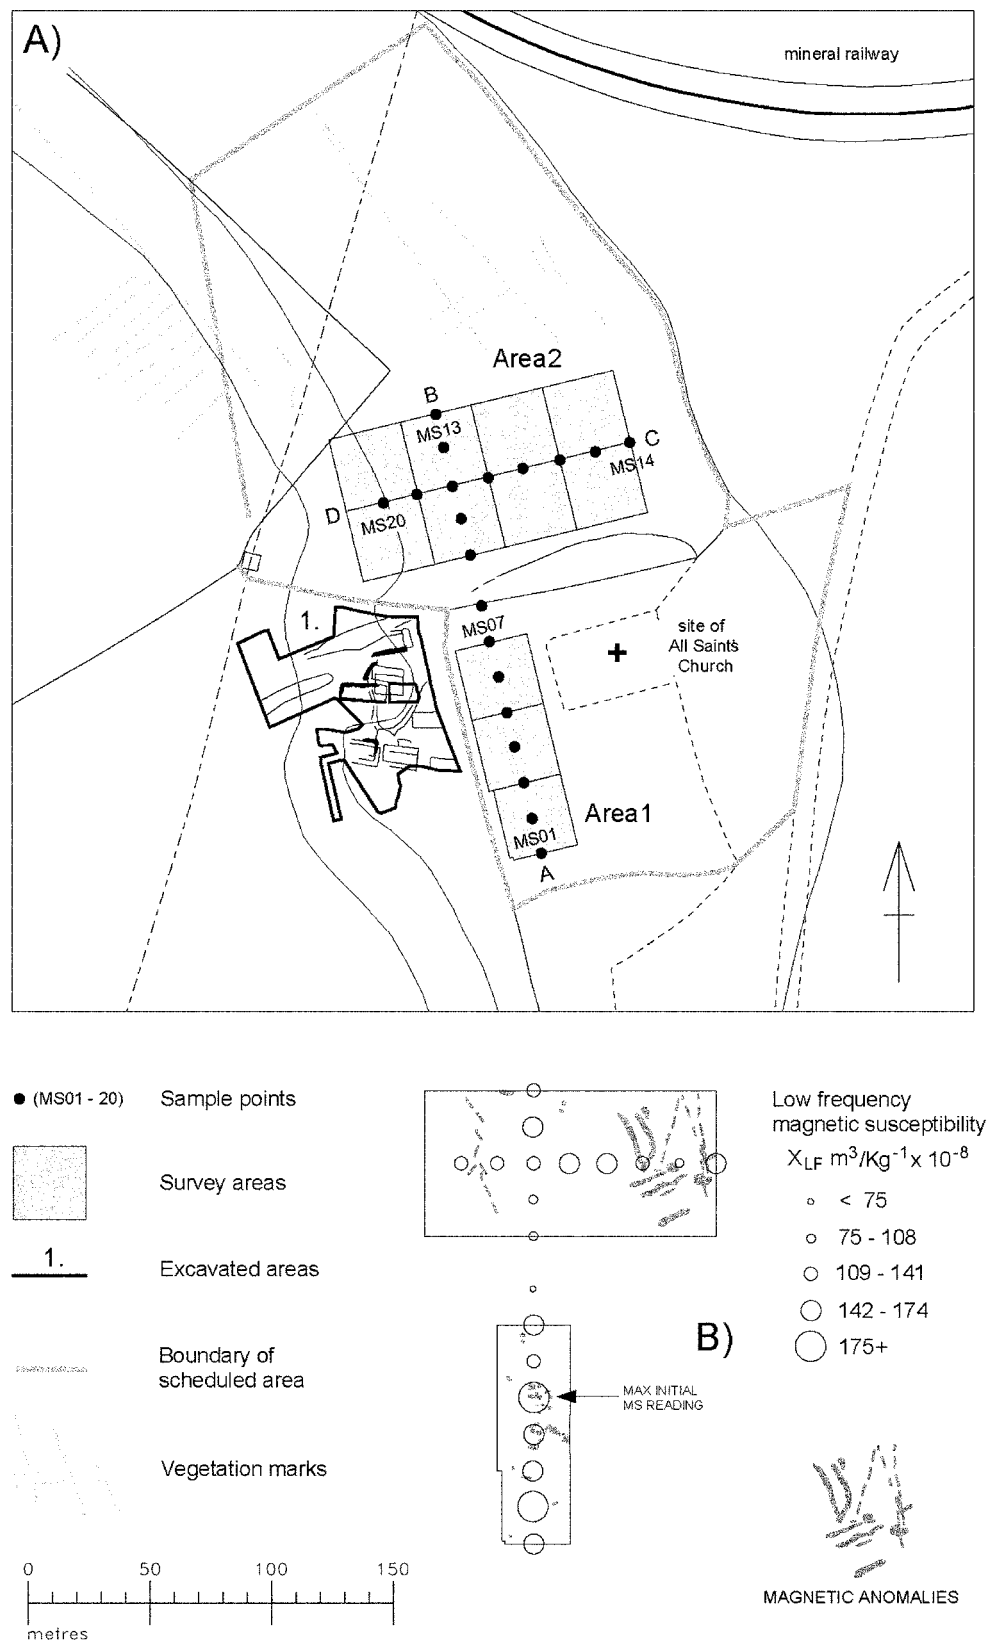 A)
mineral railway
Area2
B
MS13
C
MS14
D
MS20
1.
MS07
site of
All Saints
Church
Area1
MS01
A
(MS01 - 20) Sample points
Survey areas
1. Excavated areas
Boundary of
scheduled area
Vegetation marks
0 50 100 150
metres
Low frequency
magnetic susceptibility
XLF m³/Kg⁻¹x 10⁻⁸
< 75
75 - 108
109 - 141
142 - 174
175+
B)
MAX INITIAL
MS READING
MAGNETIC ANOMALIES